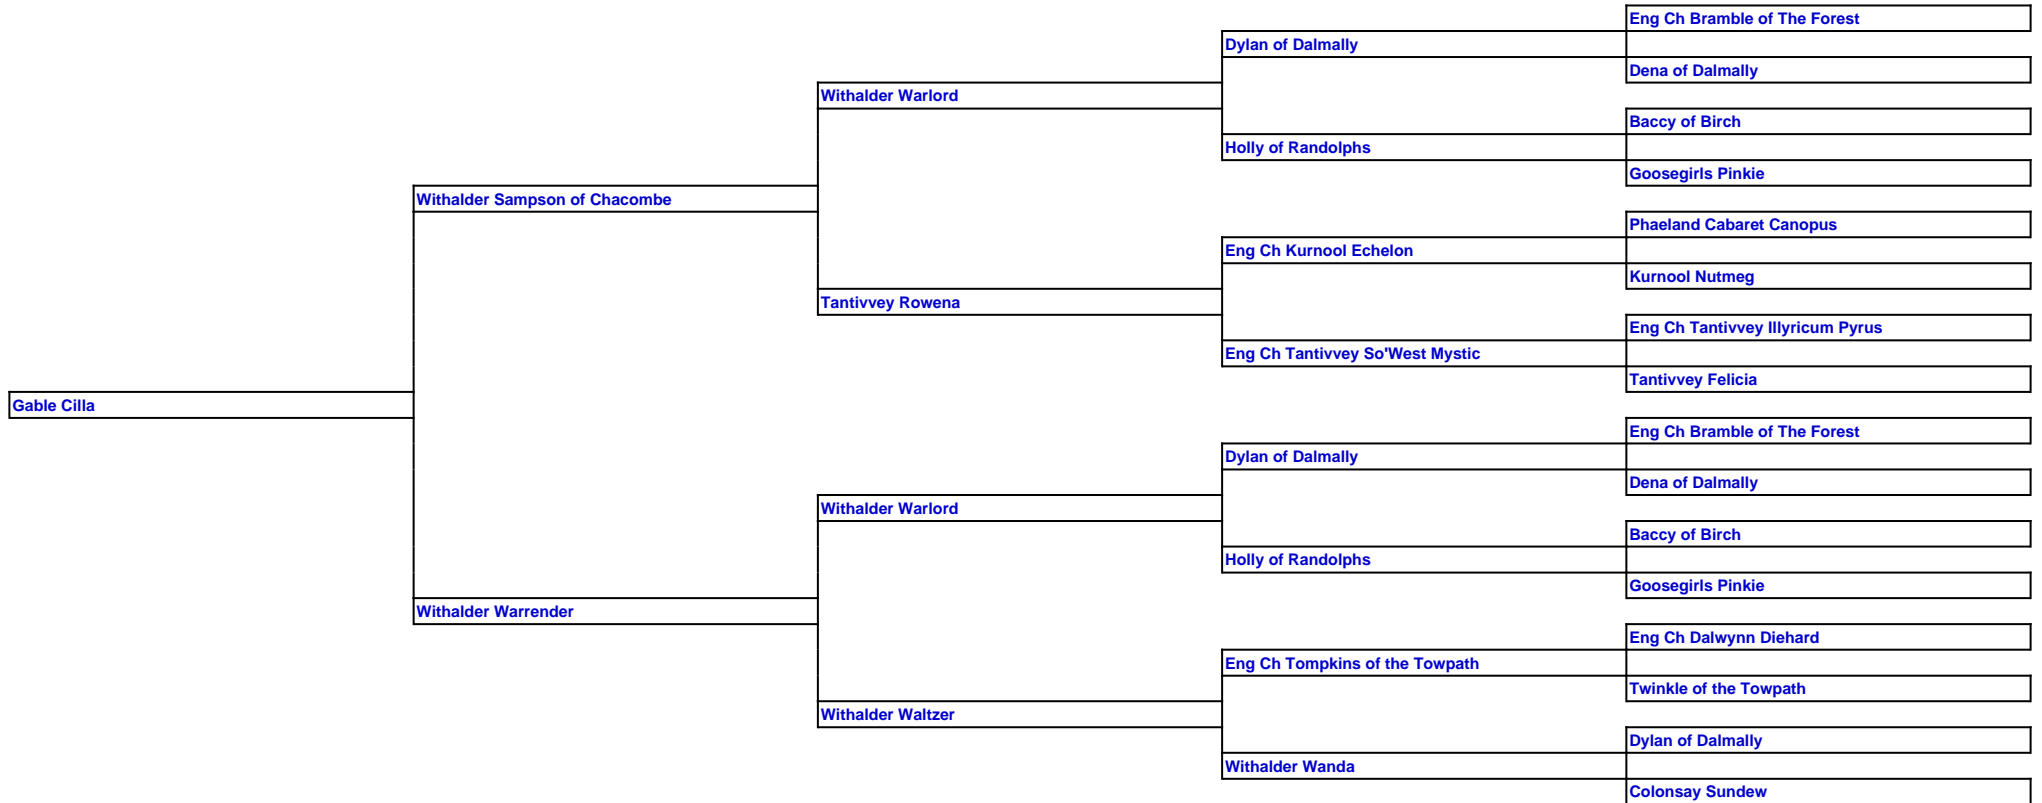 Eng Ch Bramble of The Forest
Dylan of Dalmally
Dena of Dalmally
Withalder Warlord
Baccy of Birch
Holly of Randolphs
Goosegirls Pinkie
Withalder Sampson of Chacombe
Phaeland Cabaret Canopus
Eng Ch Kurnool Echelon
Kurnool Nutmeg
Tantivvey Rowena
Eng Ch Tantivvey Illyricum Pyrus
Eng Ch Tantivvey So'West Mystic
Tantivvey Felicia
Gable Cilla
Eng Ch Bramble of The Forest
Dylan of Dalmally
Dena of Dalmally
Withalder Warlord
Baccy of Birch
Holly of Randolphs
Goosegirls Pinkie
Withalder Warrender
Eng Ch Dalwynn Diehard
Eng Ch Tompkins of the Towpath
Twinkle of the Towpath
Withalder Waltzer
Dylan of Dalmally
Withalder Wanda
Colonsay Sundew